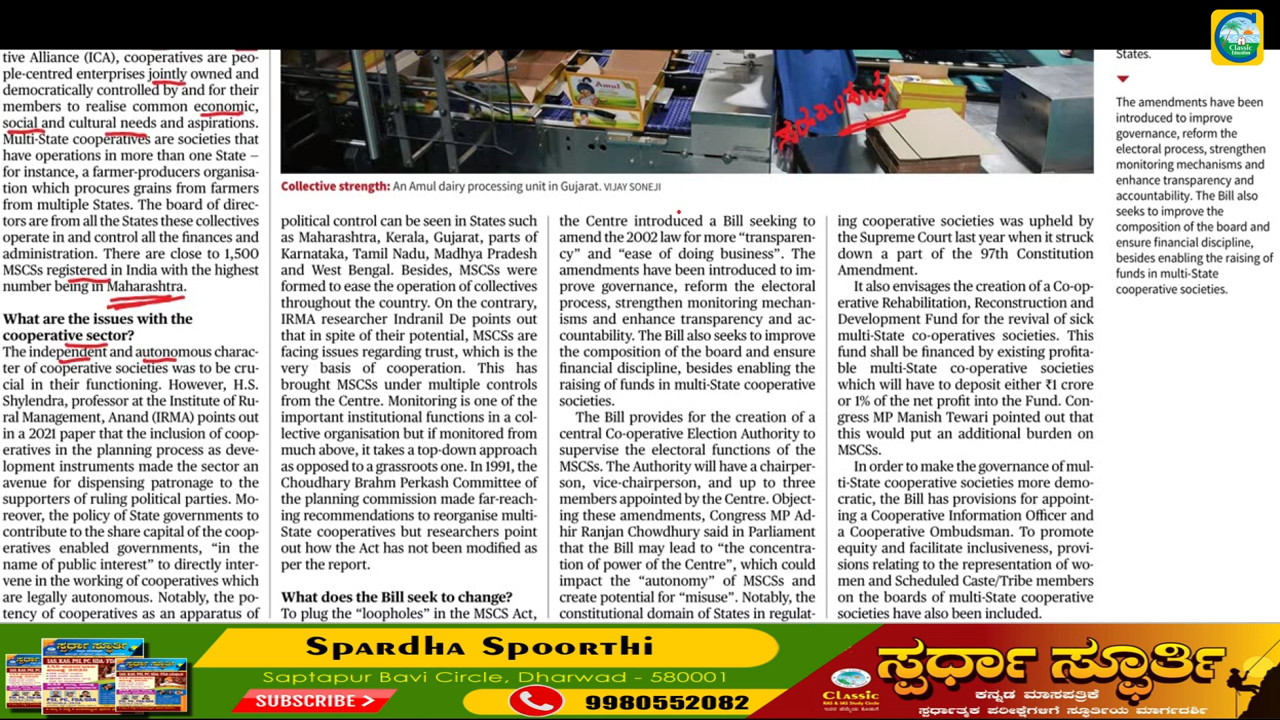 Classic
Education
tive Alliance (ICA), cooperatives are peo-
ple-centred enterprises jointly owned and
democratically controlled by and for their
members to realise common economic,
social and cultural needs and aspirations.
Multi-State cooperatives are societies that
have operations in more than one State —
for instance, a farmer-producers organisa-
tion which procures grains from farmers
from multiple States. The board of direc-
tors are from all the States these collectives
operate in and control all the finances and
administration. There are close to 1,500
MSCSs registered in India with the highest
number being in Maharashtra.
What are the issues with the
cooperative sector?
The independent and autonomous charac-
ter of cooperative societies was to be cru-
cial in their functioning. However, H.S.
Shylendra, professor at the Institute of Ru-
ral Management, Anand (IRMA) points out
in a 2021 paper that the inclusion of coop-
eratives in the planning process as deve-
lopment instruments made the sector an
avenue for dispensing patronage to the
supporters of ruling political parties. Mo-
reover, the policy of State governments to
contribute to the share capital of the coop-
eratives enabled governments, “in the
name of public interest” to directly inter-
vene in the working of cooperatives which
are legally autonomous. Notably, the po-
tency of cooperatives as an apparatus of
Amul
Collective strength: An Amul dairy processing unit in Gujarat. VIJAY SONEJI
political control can be seen in States such
as Maharashtra, Kerala, Gujarat, parts of
Karnataka, Tamil Nadu, Madhya Pradesh
and West Bengal. Besides, MSCSs were
formed to ease the operation of collectives
throughout the country. On the contrary,
IRMA researcher Indranil De points out
that in spite of their potential, MSCSs are
facing issues regarding trust, which is the
very basis of cooperation. This has
brought MSCSs under multiple controls
from the Centre. Monitoring is one of the
important institutional functions in a col-
lective organisation but if monitored from
much above, it takes a top-down approach
as opposed to a grassroots one. In 1991, the
Choudhary Brahm Perkash Committee of
the planning commission made far-reach-
ing recommendations to reorganise multi-
State cooperatives but researchers point
out how the Act has not been modified as
per the report.
What does the Bill seek to change?
To plug the “loopholes” in the MSCS Act,
the Centre introduced a Bill seeking to
amend the 2002 law for more “transparen-
cy” and “ease of doing business”. The
amendments have been introduced to im-
prove governance, reform the electoral
process, strengthen monitoring mechan-
isms and enhance transparency and ac-
countability. The Bill also seeks to improve
the composition of the board and ensure
financial discipline, besides enabling the
raising of funds in multi-State cooperative
societies.
The Bill provides for the creation of a
central Co-operative Election Authority to
supervise the electoral functions of the
MSCSs. The Authority will have a chairper-
son, vice-chairperson, and up to three
members appointed by the Centre. Object-
ing these amendments, Congress MP Ad-
hir Ranjan Chowdhury said in Parliament
that the Bill may lead to “the concentra-
tion of power of the Centre”, which could
impact the “autonomy” of MSCSs and
create potential for “misuse”. Notably, the
constitutional domain of States in regulat-
ing cooperative societies was upheld by
the Supreme Court last year when it struck
down a part of the 97th Constitution
Amendment.
It also envisages the creation of a Co-op-
erative Rehabilitation, Reconstruction and
Development Fund for the revival of sick
multi-State co-operatives societies. This
fund shall be financed by existing profita-
ble multi-State co-operative societies
which will have to deposit either ₹1 crore
or 1% of the net profit into the Fund. Con-
gress MP Manish Tewari pointed out that
this would put an additional burden on
MSCSs.
In order to make the governance of mul-
ti-State cooperative societies more demo-
cratic, the Bill has provisions for appoint-
ing a Cooperative Information Officer and
a Cooperative Ombudsman. To promote
equity and facilitate inclusiveness, provi-
sions relating to the representation of wo-
men and Scheduled Caste/Tribe members
on the boards of multi-State cooperative
societies have also been included.
States.
The amendments have been
introduced to improve
governance, reform the
electoral process, strengthen
monitoring mechanisms and
enhance transparency and
accountability. The Bill also
seeks to improve the
composition of the board and
ensure financial discipline,
besides enabling the raising of
funds in multi-State
cooperative societies.
Spardha Spoorthi
Saptapur Bavi Circle, Dharwad - 580001
SUBSCRIBE >
9980552082
Classic
KAS & IAS Study Circle
ಸ್ಪರ್ಧಾ ಸ್ಫೂರ್ತಿ
ಕನ್ನಡ ಮಾಸಪತ್ರಿಕೆ
ಸ್ಪರ್ಧಾತ್ಮಕ ಪರೀಕ್ಷೆಗಳಿಗೆ ಸ್ಫೂರ್ತಿಯ ಮಾರ್ಗದರ್ಶಿ